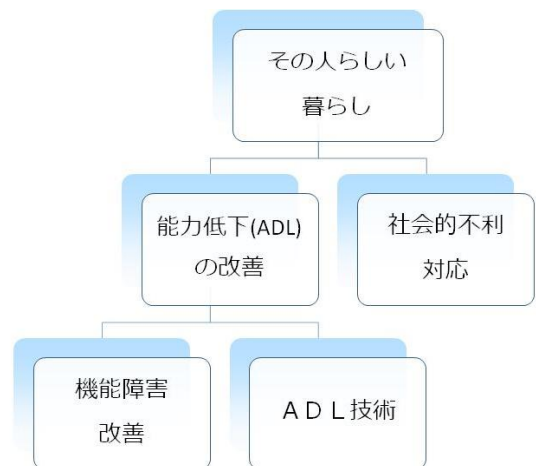 その人らしい
暮らし
能力低下(ADL)
の改善
社会的不利
対応
機能障害
改善
ＡＤＬ技術